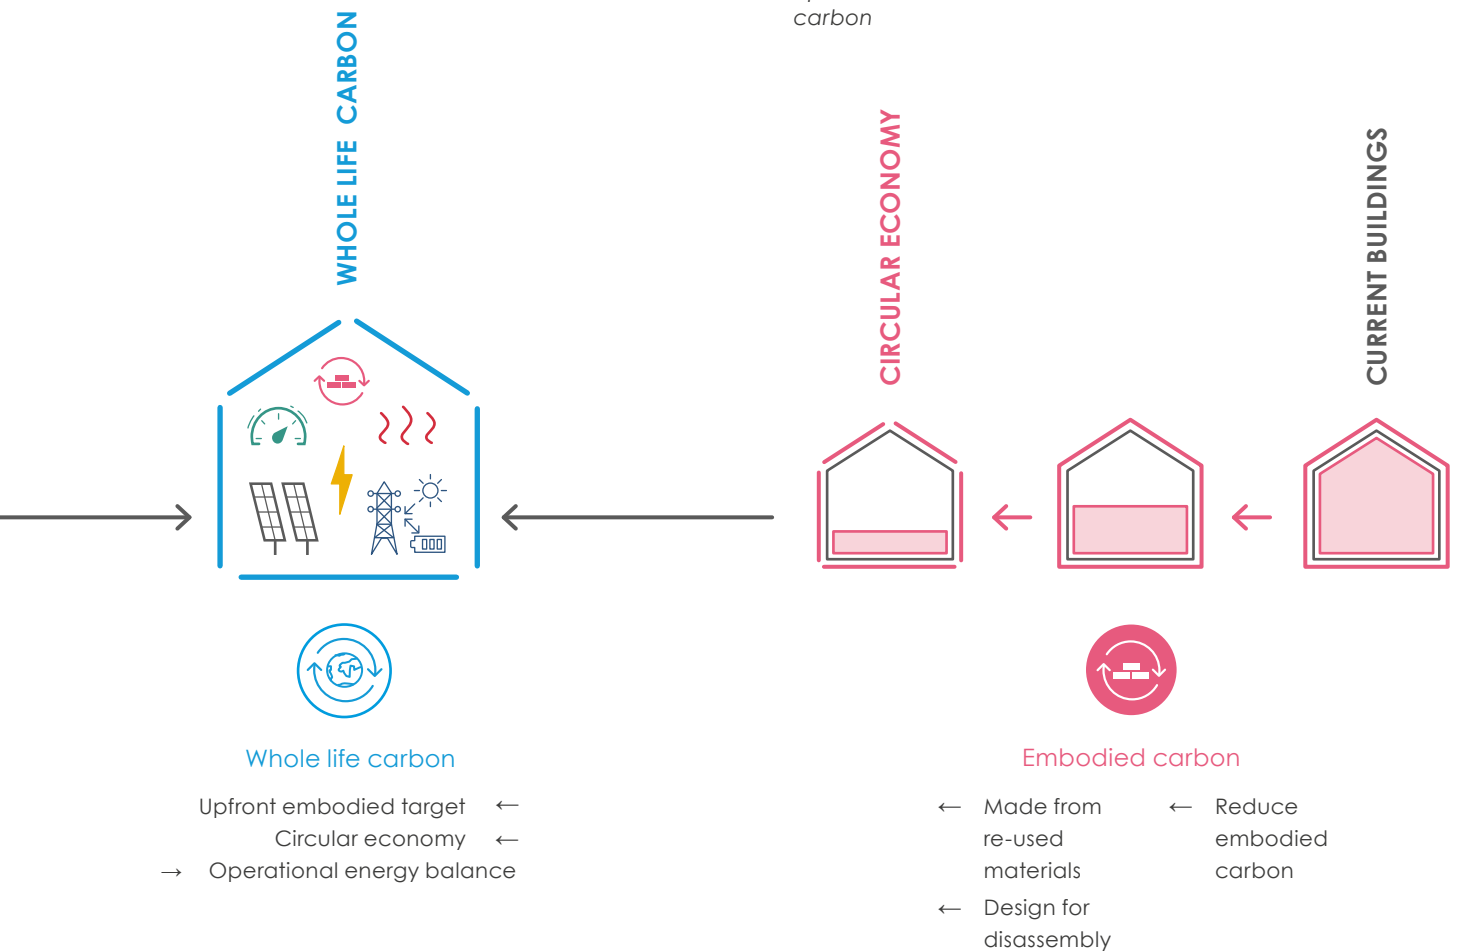 carbon
WHOLE LIFE CARBON
CIRCULAR ECONOMY
CURRENT BUILDINGS
Whole life carbon
Upfront embodied target ←
Circular economy ←
→ Operational energy balance
Embodied carbon
← Made from
re-used
materials
← Design for
disassembly
← Reduce
embodied
carbon